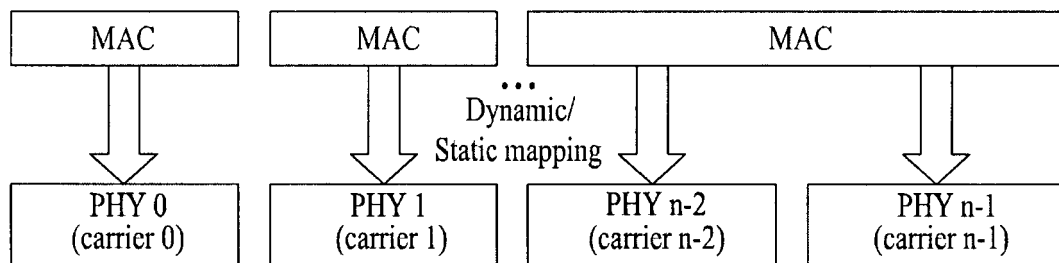 MAC
MAC
MAC
...
Dynamic/
Static mapping
PHY 0
(carrier 0)
PHY 1
(carrier 1)
PHY n-2
(carrier n-2)
PHY n-1
(carrier n-1)